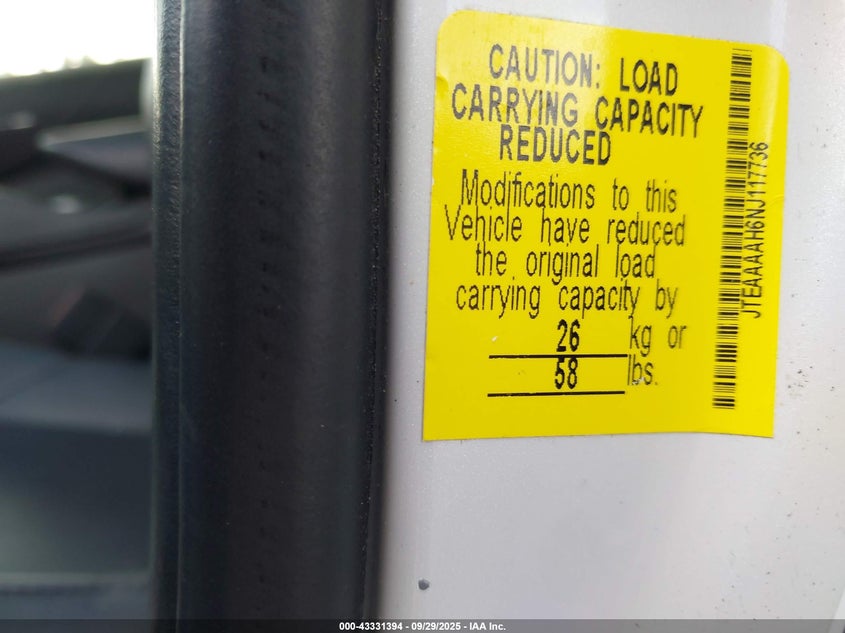 CAUTION: LOAD
CARRYING CAPACITY
REDUCED
Modifications to this
Vehicle have reduced
the original load
carrying capacity by
26 kg or
58 lbs.
JTEAAAAH6NJ117736
000-43331394 - 09/29/2025 - IAA Inc.